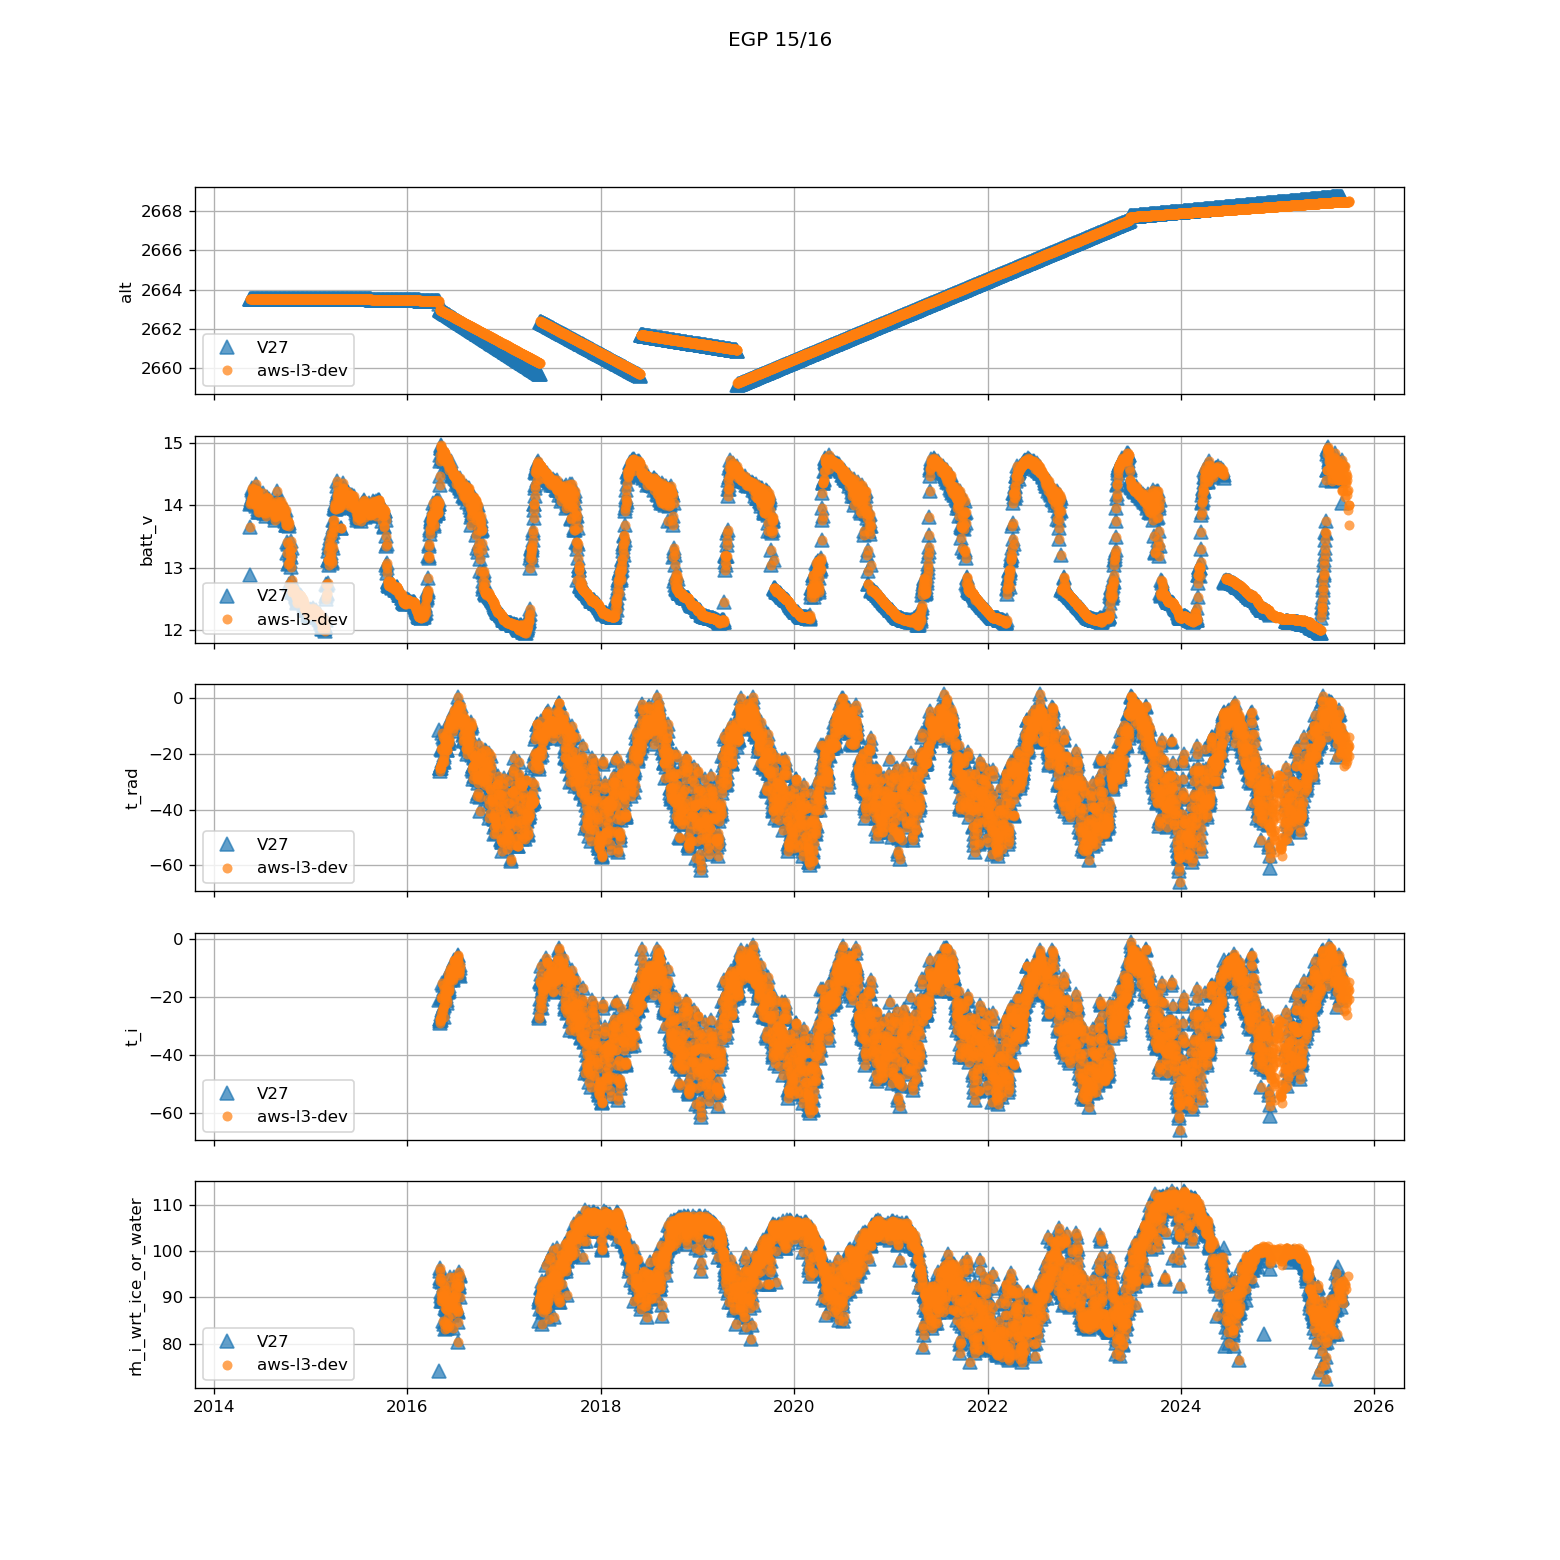 EGP 15/16
2668
2666
2664
2662
2660
alt
V27
aws-l3-dev
15
14
13
12
batt_v
V27
aws-l3-dev
0
−20
−40
−60
t_rad
V27
aws-l3-dev
0
−20
−40
−60
t_i
V27
aws-l3-dev
110
100
90
80
rh_i_wrt_ice_or_water
V27
aws-l3-dev
2014 2016 2018 2020 2022 2024 2026